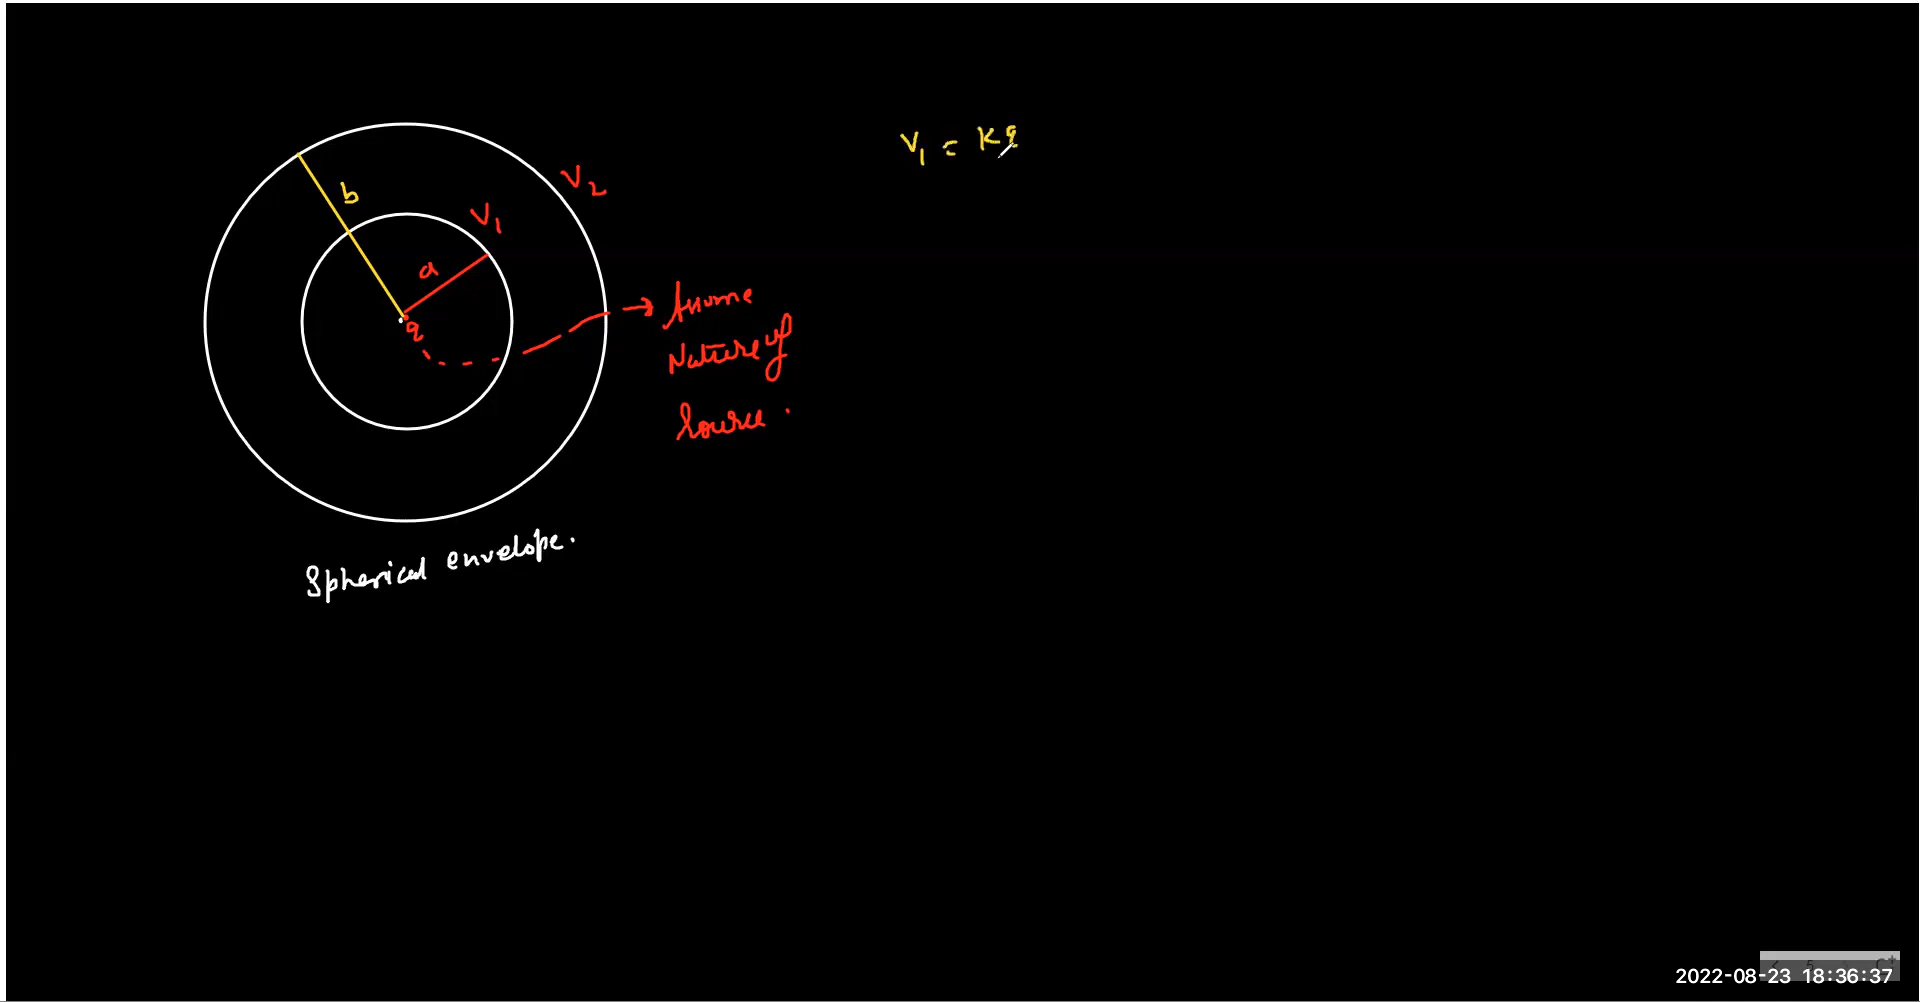 V₁ = Kq
V₂
b
V₁
a
q
Assume
Nature of
Source.
Spherical envelope.
2022-08-23 18:36:37